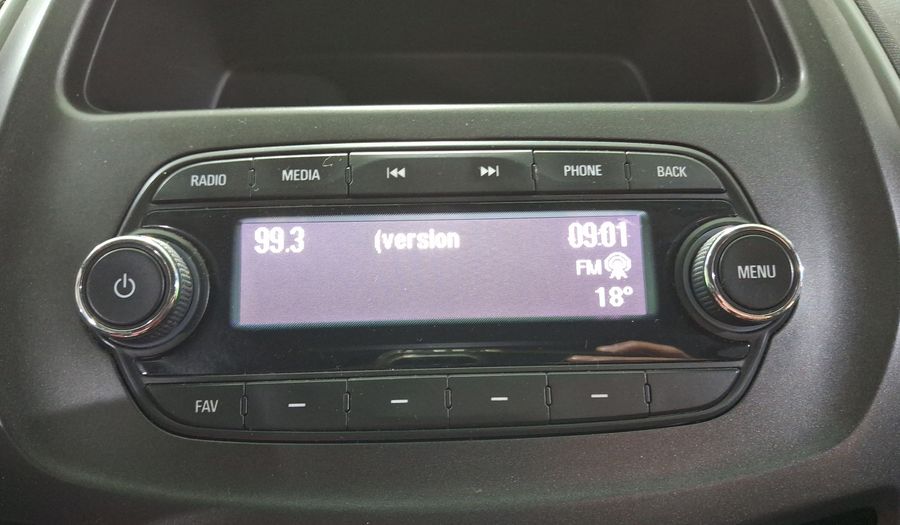 RADIO MEDIA PHONE BACK
99.3 (version 09:01
FM
18°
MENU
FAV